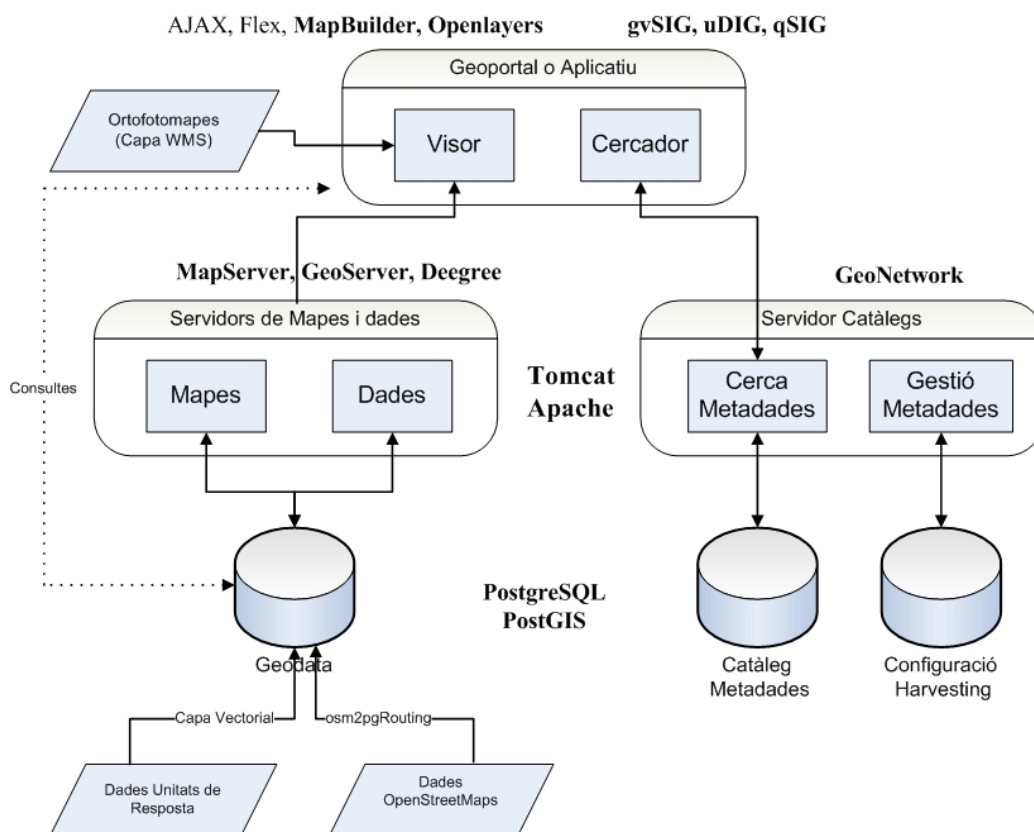 AJAX, Flex, MapBuilder, Openlayers
gvSIG, uDIG, qSIG
Geoportal o Aplicatiu
Ortofotomapes
(Capa WMS)
Visor
Cercador
MapServer, GeoServer, Deegree
GeoNetwork
Servidors de Mapes i dades
Servidor Catàlegs
Consultes
Mapes
Dades
Tomcat
Apache
Cerca
Metadades
Gestió
Metadades
PostgreSQL
PostGIS
Geodata
Catàleg
Metadades
Configuració
Harvesting
Capa Vectorial
osm2pgRouting
Dades Unitats de
Resposta
Dades
OpenStreetMaps